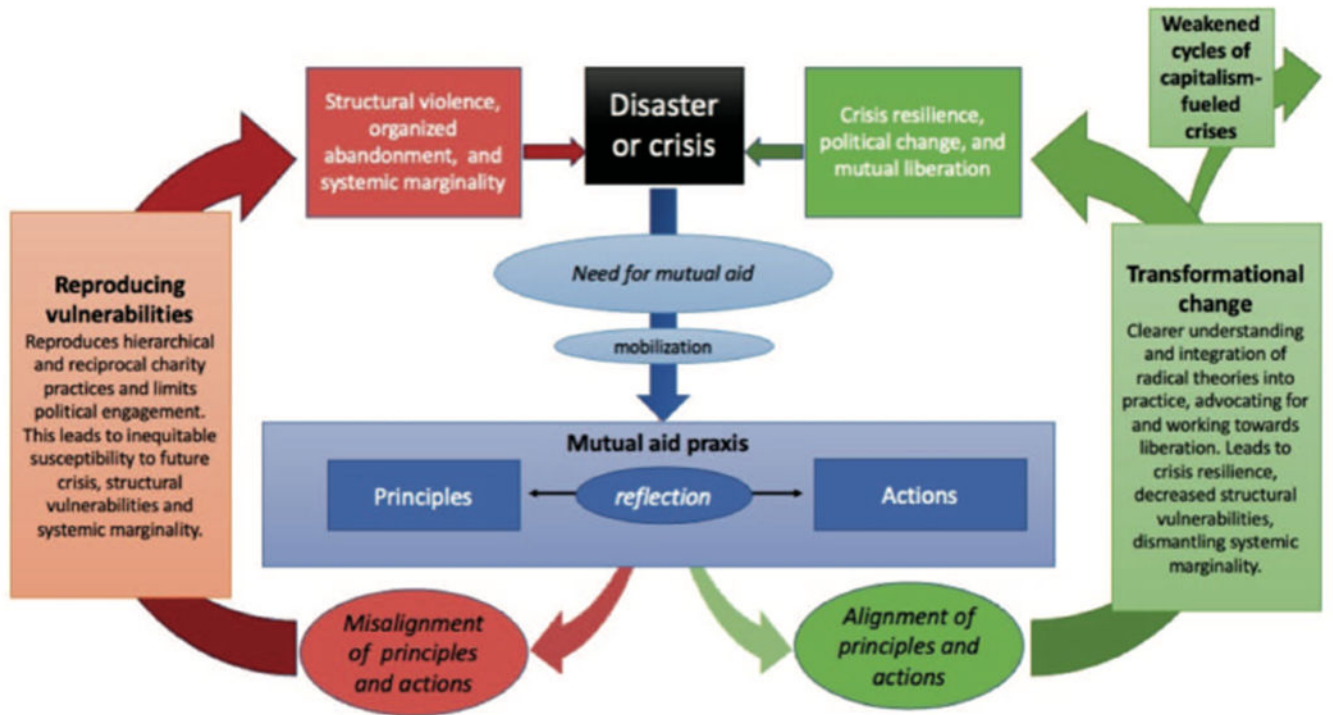 Weakened
cycles of
capitalism-
fueled
crises
Structural violence,
organized
abandonment, and
systemic marginality
Disaster
or crisis
Crisis resilience,
political change, and
mutual liberation
Need for mutual aid
mobilization
Reproducing
vulnerabilities
Reproduces hierarchical
and reciprocal charity
practices and limits
political engagement.
This leads to inequitable
susceptibility to future
crisis, structural
vulnerabilities and
systemic marginality.
Transformational
change
Clearer understanding
and integration of
radical theories into
practice, advocating for
and working towards
liberation. Leads to
crisis resilience,
decreased structural
vulnerabilities,
dismantling systemic
marginality.
Mutual aid praxis
Principles
reflection
Actions
Misalignment
of principles
and actions
Alignment of
principles and
actions